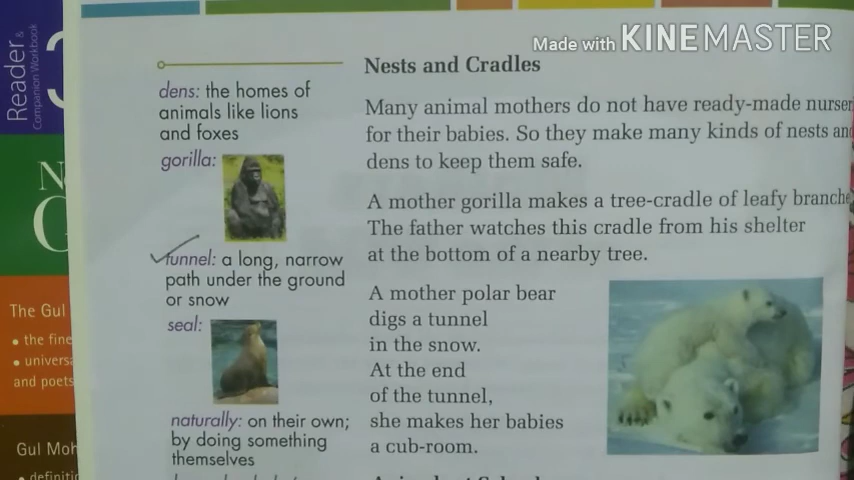 Made with KINEMASTER
Reader &
Companion Workbook
3
N
G
The Gul
• the fine
• universa
and poets
Gul Moh
• definitio
dens: the homes of
animals like lions
and foxes
gorilla:
tunnel: a long, narrow
path under the ground
or snow
seal:
naturally: on their own;
by doing something
themselves
Nests and Cradles
Many animal mothers do not have ready-made nurser
for their babies. So they make many kinds of nests and
dens to keep them safe.
A mother gorilla makes a tree-cradle of leafy branche
The father watches this cradle from his shelter
at the bottom of a nearby tree.
A mother polar bear
digs a tunnel
in the snow.
At the end
of the tunnel,
she makes her babies
a cub-room.